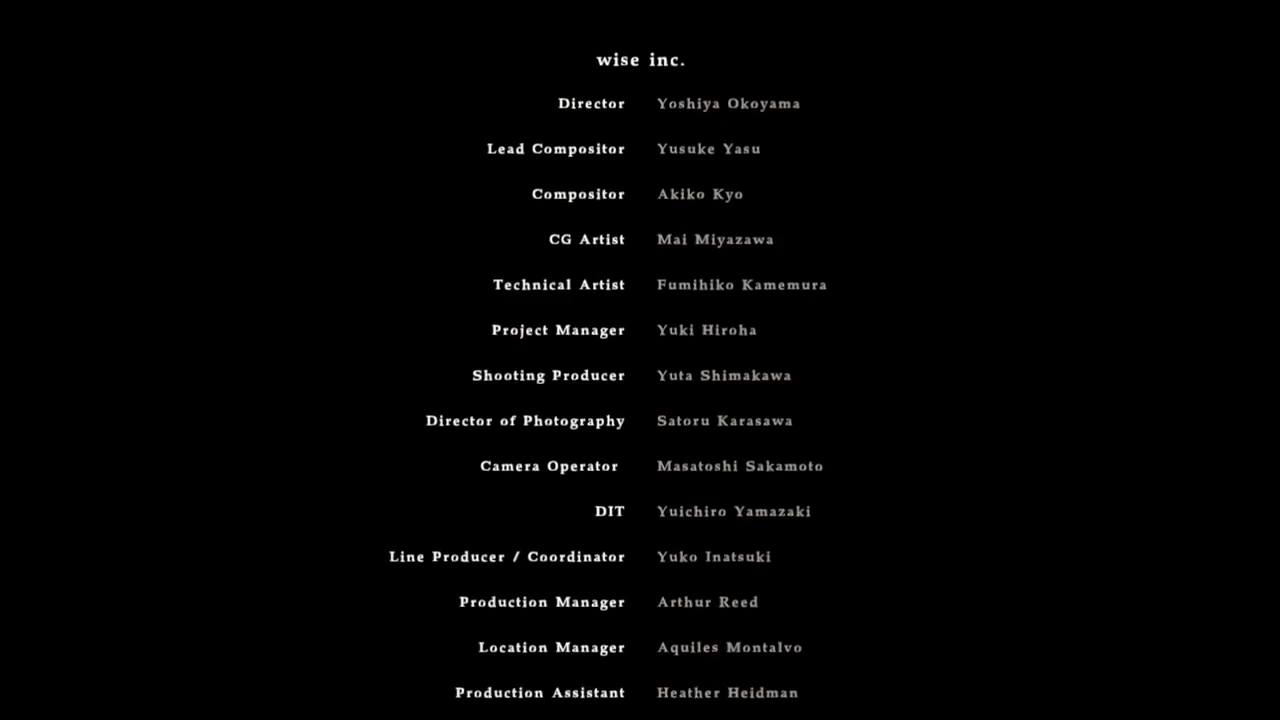 wise inc.
Director Yoshiya Okoyama
Lead Compositor Yusuke Yasu
Compositor Akiko Kyo
CG Artist Mai Miyazawa
Technical Artist Fumihiko Kamemura
Project Manager Yuki Hiroha
Shooting Producer Yuta Shimakawa
Director of Photography Satoru Karasawa
Camera Operator Masatoshi Sakamoto
DIT Yuichiro Yamazaki
Line Producer / Coordinator Yuko Inatsuki
Production Manager Arthur Reed
Location Manager Aquiles Montalvo
Production Assistant Heather Heidman